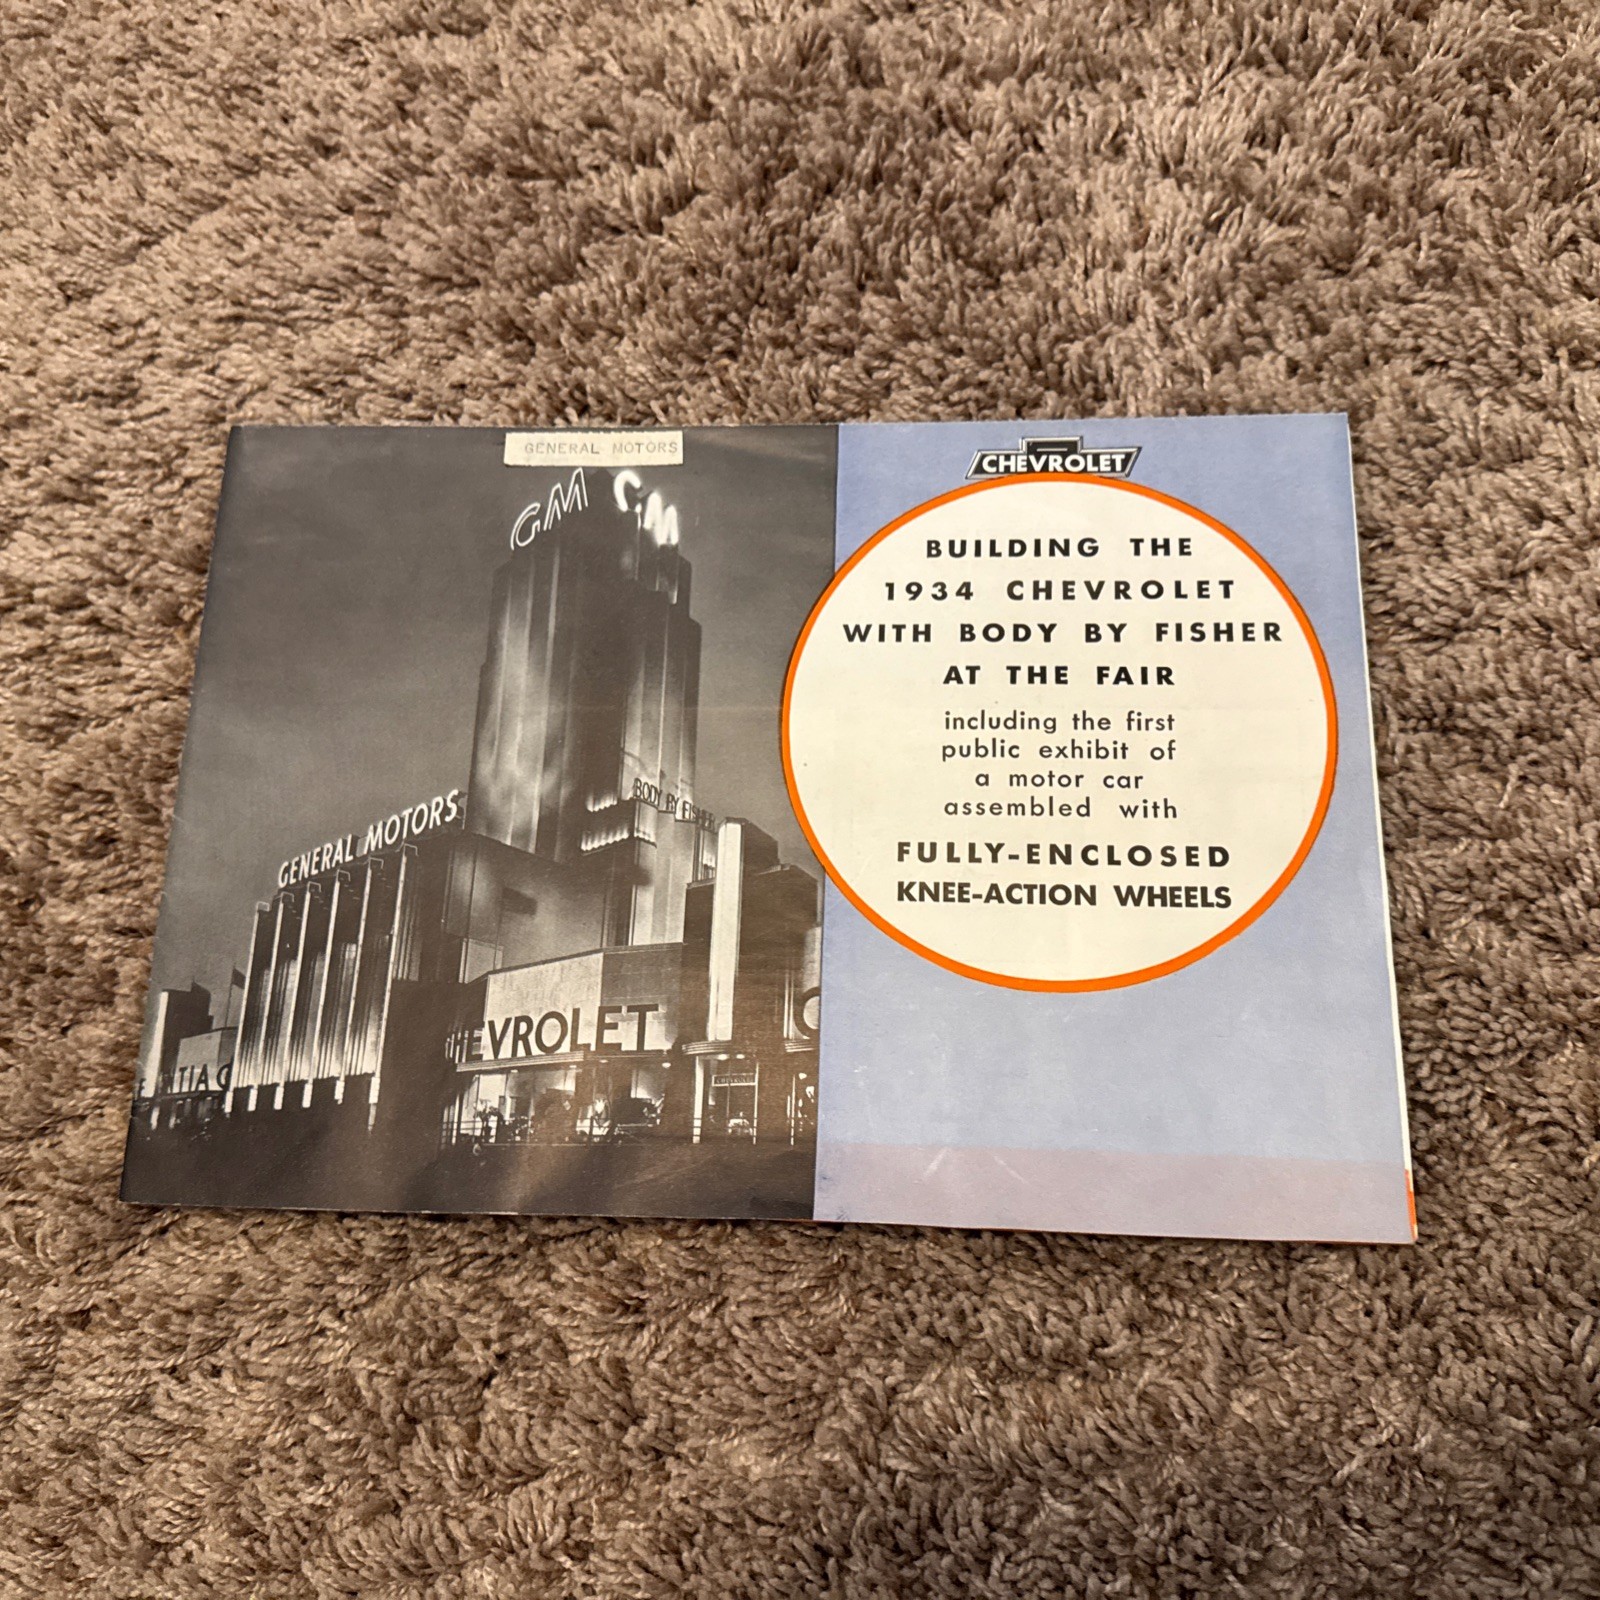 GENERAL MOTORS
GM
GM
GENERAL MOTORS
BODY BY FISHER
CHEVROLET
CHEVROLET
CHEVROLET
BUILDING THE
1934 CHEVROLET
WITH BODY BY FISHER
AT THE FAIR
including the first
public exhibit of
a motor car
assembled with
FULLY-ENCLOSED
KNEE-ACTION WHEELS